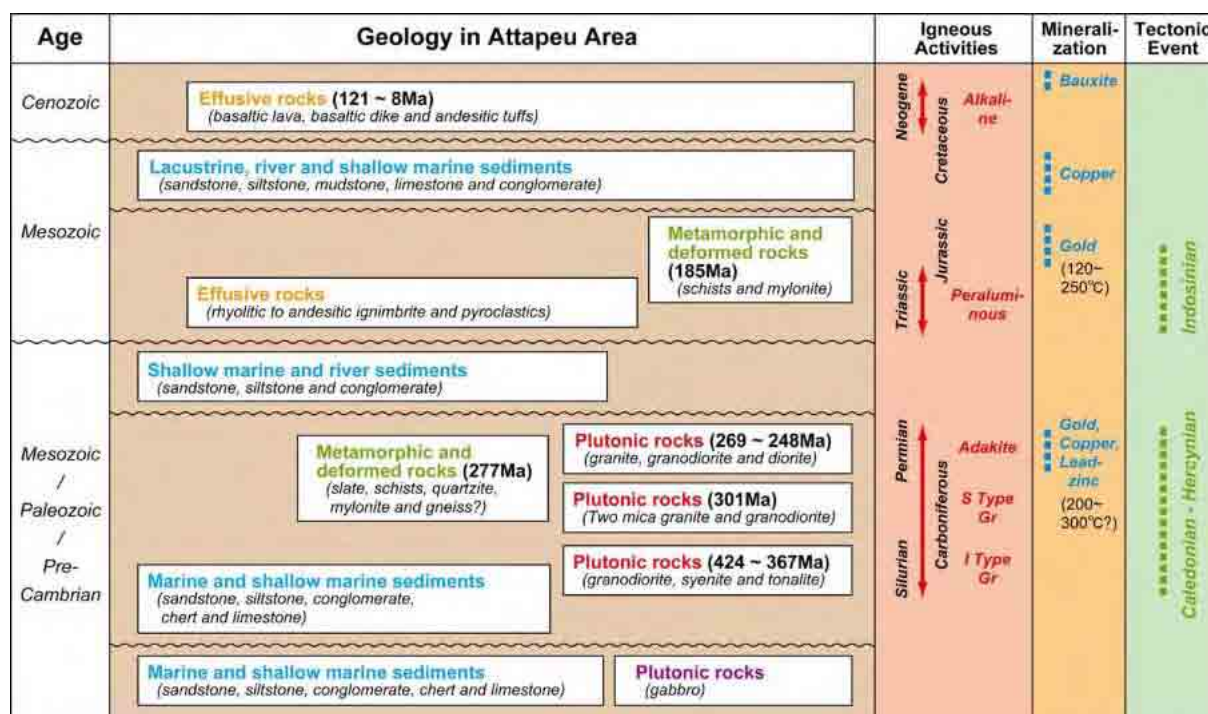 Age
Geology in Attapeu Area
Igneous
Activities
Minerali-
zation
Tectonic
Event
Cenozoic
Effusive rocks (121 ~ 8Ma)
(basaltic lava, basaltic dike and andesitic tuffs)
Neogene
Cretaceous
Alkali-
ne
Bauxite
Lacustrine, river and shallow marine sediments
(sandstone, siltstone, mudstone, limestone and conglomerate)
Copper
Mesozoic
Metamorphic and
deformed rocks
(185Ma)
(schists and mylonite)
Effusive rocks
(rhyolitic to andesitic ignimbrite and pyroclastics)
Jurassic
Triassic
Peralumi-
nous
Gold
(120~
250°C)
Indosinian
Shallow marine and river sediments
(sandstone, siltstone and conglomerate)
Mesozoic
/
Paleozoic
/
Pre-
Cambrian
Metamorphic and
deformed rocks (277Ma)
(slate, schists, quartzite,
mylonite and gneiss?)
Plutonic rocks (269 ~ 248Ma)
(granite, granodiorite and diorite)
Plutonic rocks (301Ma)
(Two mica granite and granodiorite)
Plutonic rocks (424 ~ 367Ma)
(granodiorite, syenite and tonalite)
Marine and shallow marine sediments
(sandstone, siltstone, conglomerate,
chert and limestone)
Permian
Carboniferous
Silurian
Adakite
S Type
Gr
I Type
Gr
Gold,
Copper,
Lead-
zinc
(200~
300°C?)
Caledonian - Hercynian
Marine and shallow marine sediments
(sandstone, siltstone, conglomerate, chert and limestone)
Plutonic rocks
(gabbro)